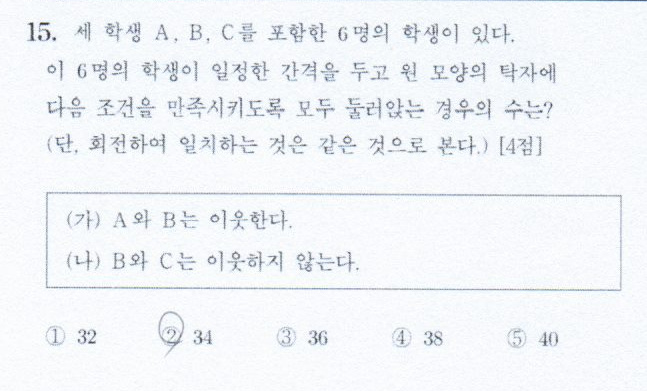 15. 세 학생 A, B, C를 포함한 6명의 학생이 있다.
이 6명의 학생이 일정한 간격을 두고 원 모양의 탁자에
다음 조건을 만족시키도록 모두 둘러앉는 경우의 수는?
(단, 회전하여 일치하는 것은 같은 것으로 본다.) [4점]
(가) A와 B는 이웃한다.
(나) B와 C는 이웃하지 않는다.
① 32 ② 34 ③ 36 ④ 38 ⑤ 40